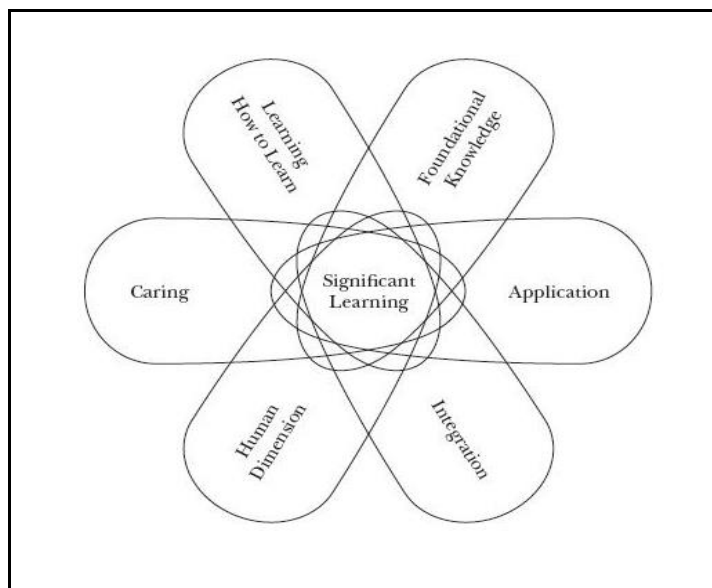 Learning
How to Learn
Foundational
Knowledge
Caring
Significant
Learning
Application
Human
Dimension
Integration